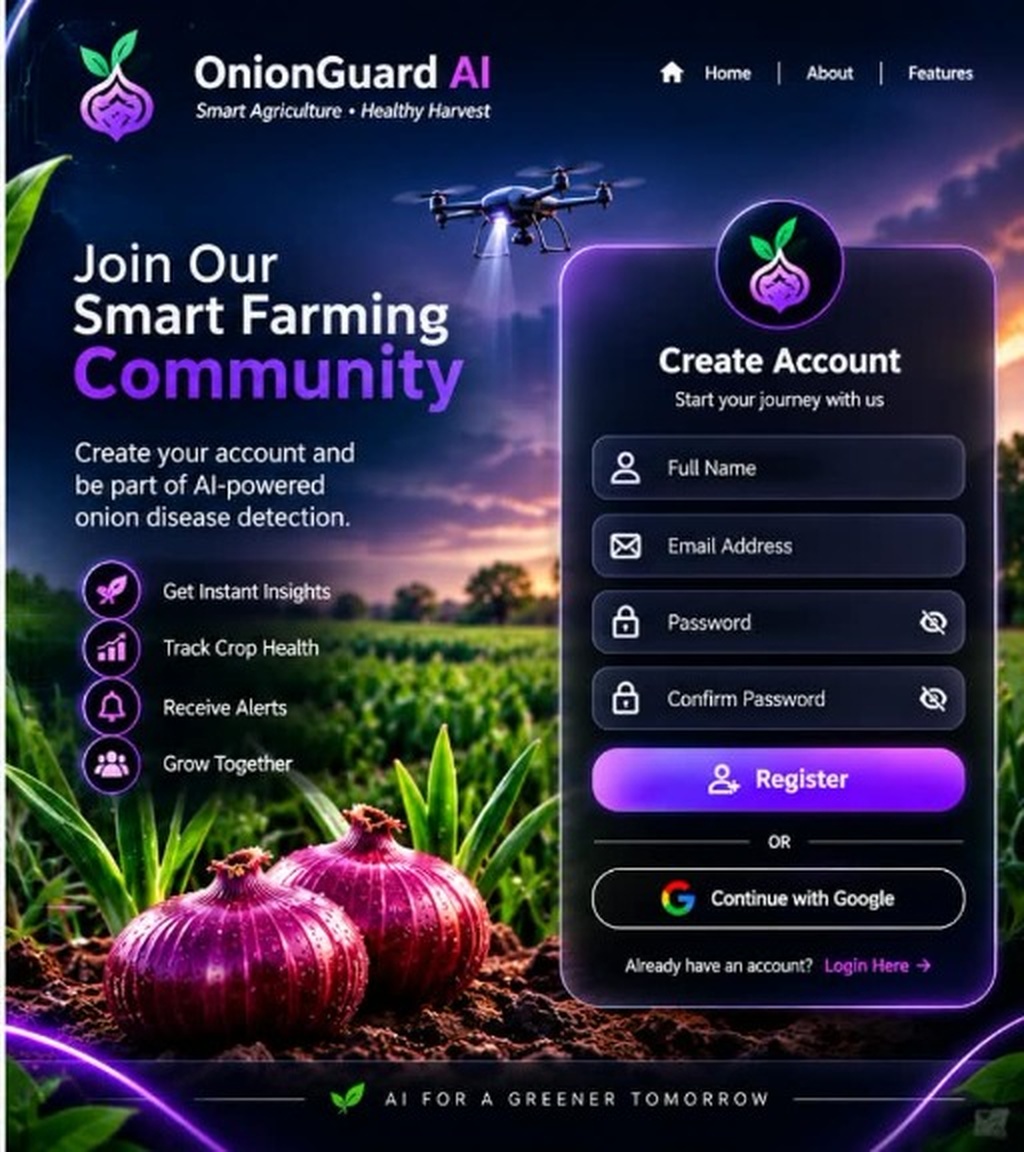 OnionGuard AI
Smart Agriculture • Healthy Harvest
Home | About | Features
Join Our
Smart Farming
Community
Create your account and
be part of AI-powered
onion disease detection.
Get Instant Insights
Track Crop Health
Receive Alerts
Grow Together
Create Account
Start your journey with us
Full Name
Email Address
Password
Confirm Password
Register
OR
Continue with Google
Already have an account? Login Here →
AI FOR A GREENER TOMORROW